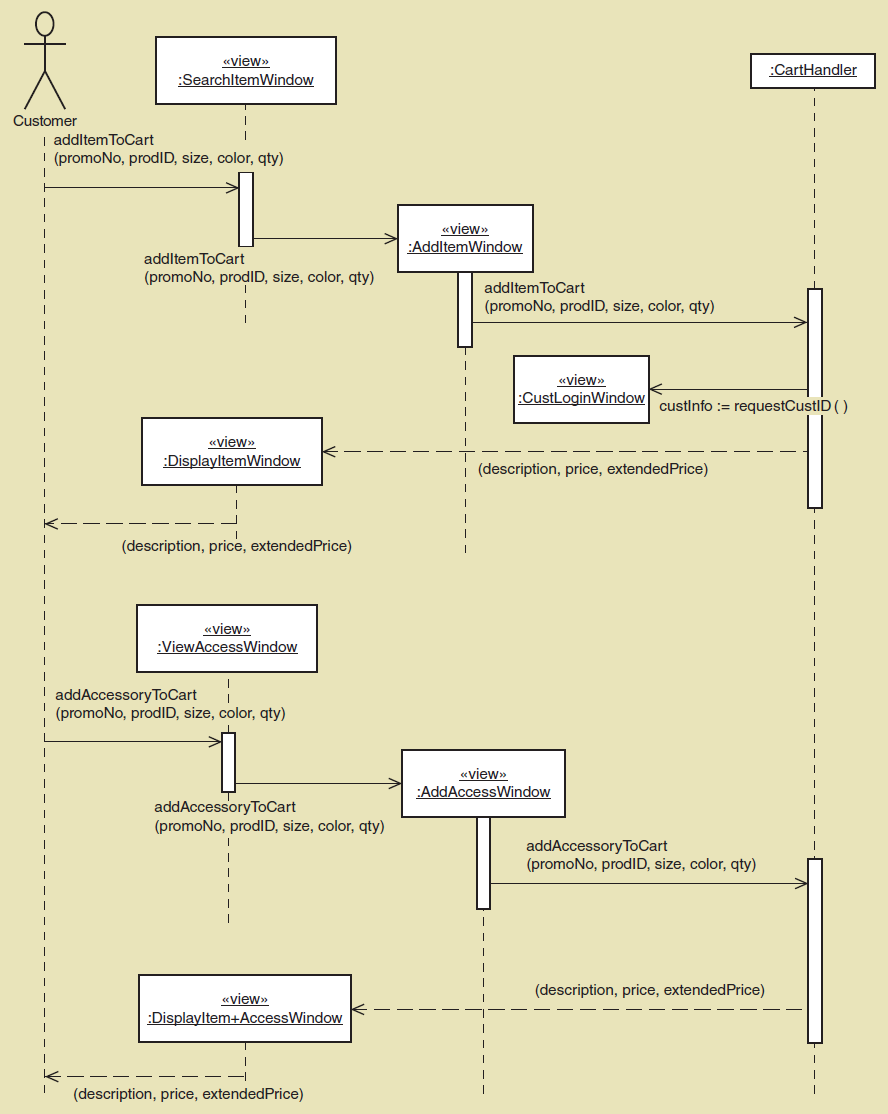 «view»
:SearchItemWindow
:CartHandler
Customer
addItemToCart
(promoNo, prodID, size, color, qty)
«view»
:AddItemWindow
addItemToCart
(promoNo, prodID, size, color, qty)
addItemToCart
(promoNo, prodID, size, color, qty)
«view»
:CustLoginWindow
custInfo := requestCustID ( )
«view»
:DisplayItemWindow
(description, price, extendedPrice)
(description, price, extendedPrice)
«view»
:ViewAccessWindow
addAccessoryToCart
(promoNo, prodID, size, color, qty)
«view»
:AddAccessWindow
addAccessoryToCart
(promoNo, prodID, size, color, qty)
addAccessoryToCart
(promoNo, prodID, size, color, qty)
(description, price, extendedPrice)
«view»
:DisplayItem+AccessWindow
(description, price, extendedPrice)